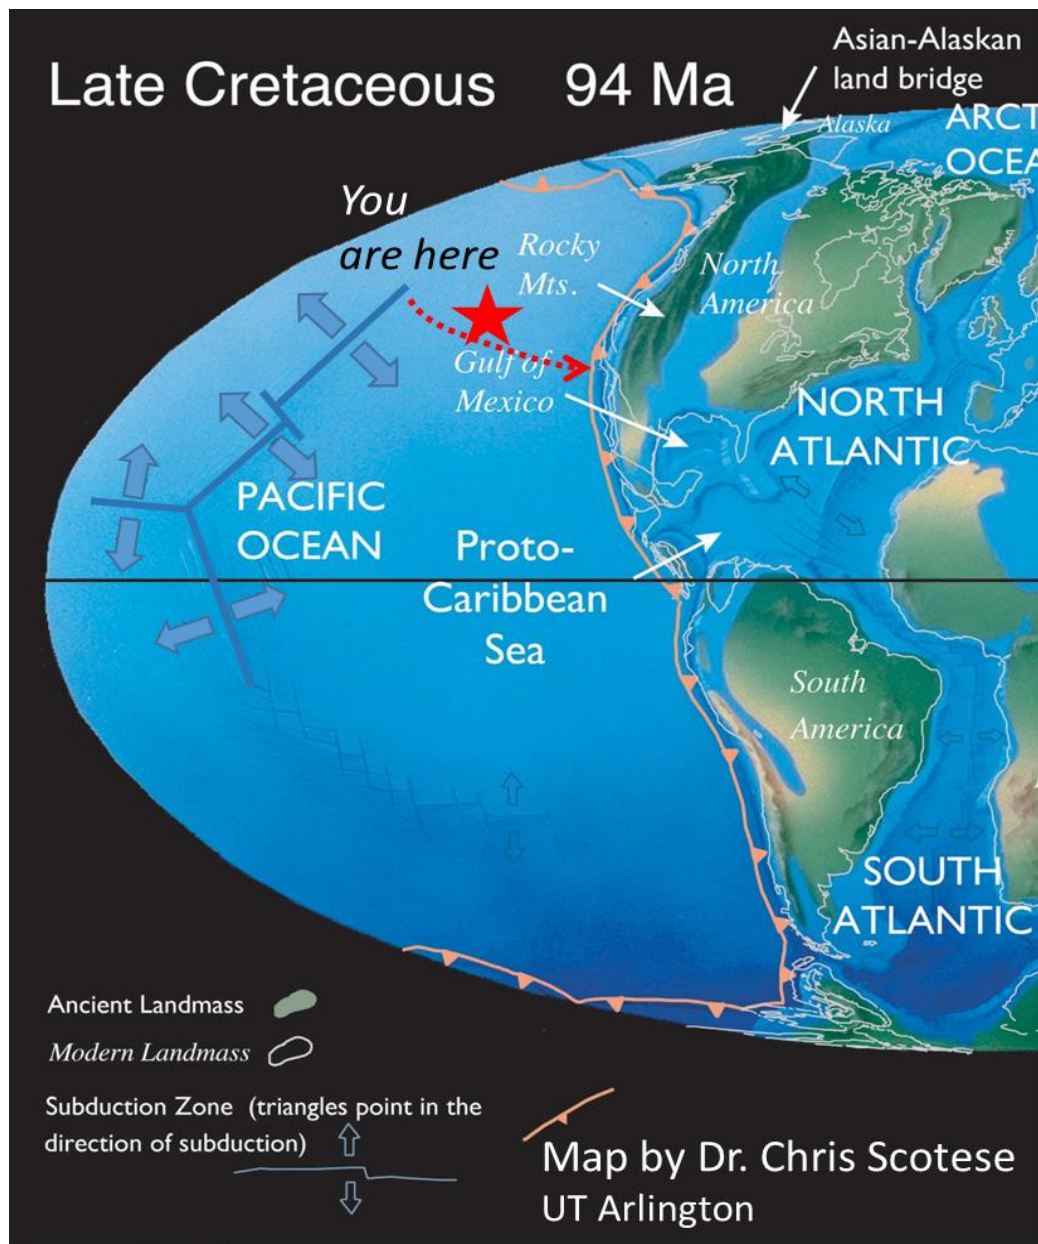 Late Cretaceous 94 Ma
Asian-Alaskan
land bridge
Alaska
ARCT
OCEA
You
are here
Rocky
Mts.
North
America
Gulf of
Mexico
NORTH
ATLANTIC
PACIFIC
OCEAN
Proto-
Caribbean
Sea
South
America
SOUTH
ATLANTIC
Ancient Landmass
Modern Landmass
Subduction Zone (triangles point in the
direction of subduction)
Map by Dr. Chris Scotese
UT Arlington